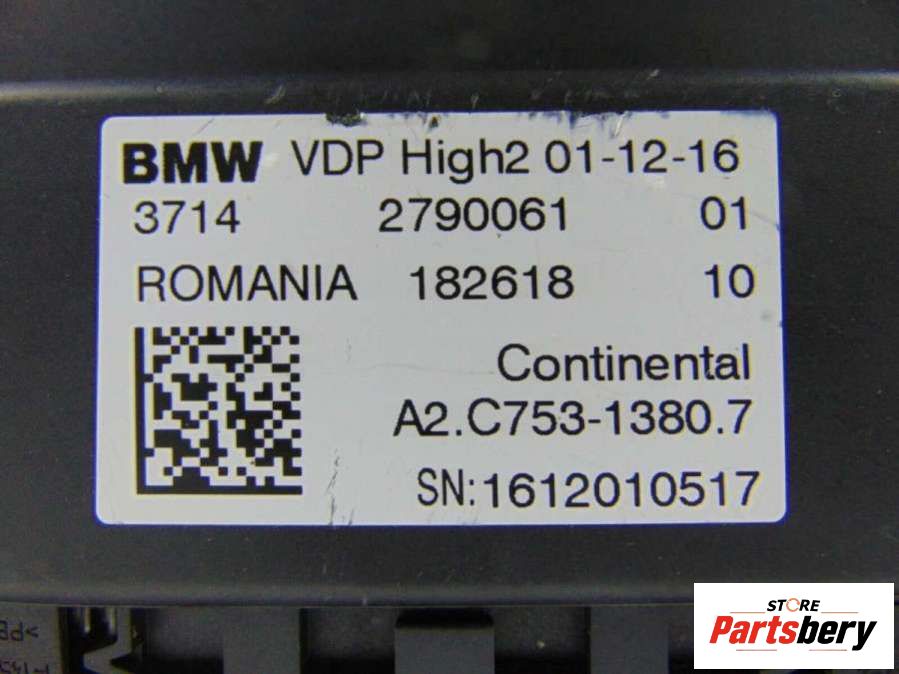 BMW VDP High2 01-12-16
3714 2790061 01
ROMANIA 182618 10
Continental
A2.C753-1380.7
SN:1612010517
STORE
Partsbery